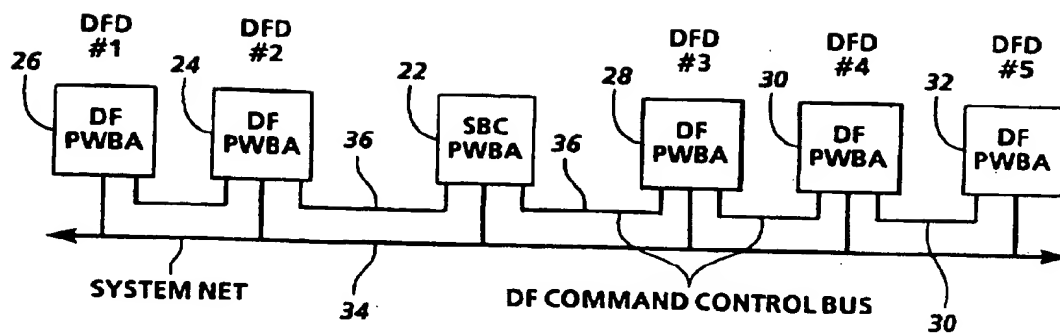 DFD
#1
DFD
#2
DFD
#3
DFD
#4
DFD
#5
26
24
22
28
30
32
DF
PWBA
DF
PWBA
SBC
PWBA
DF
PWBA
DF
PWBA
DF
PWBA
36
36
SYSTEM NET
34
DF COMMAND CONTROL BUS
30